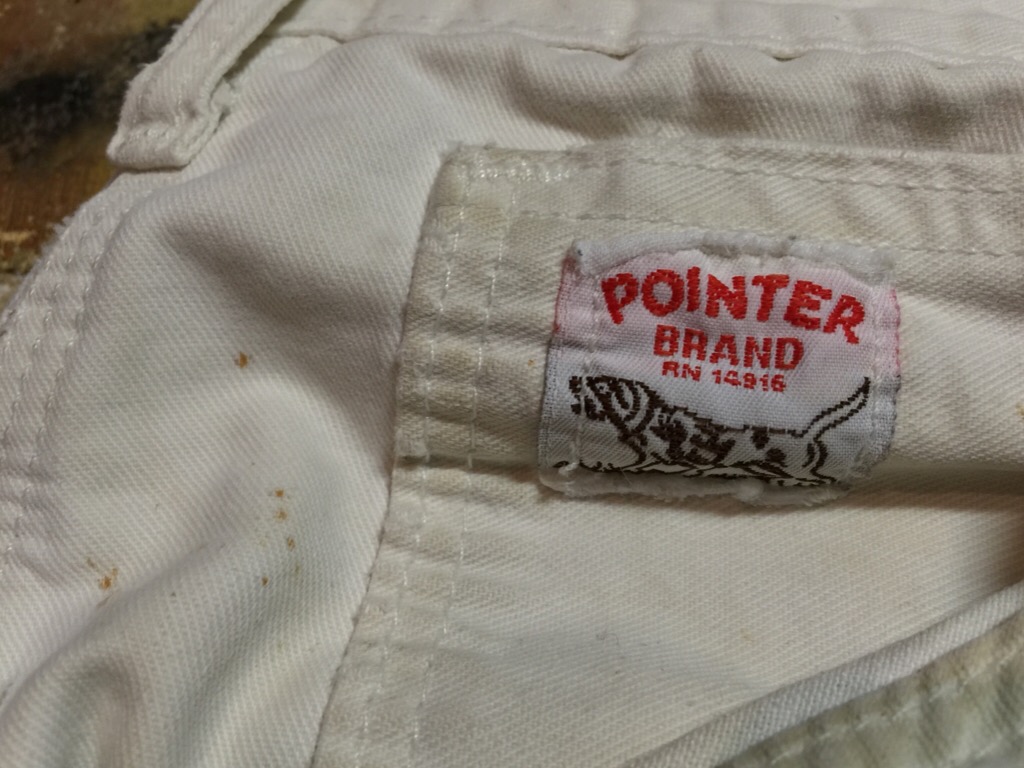 POINTER
BRAND
RN 14916